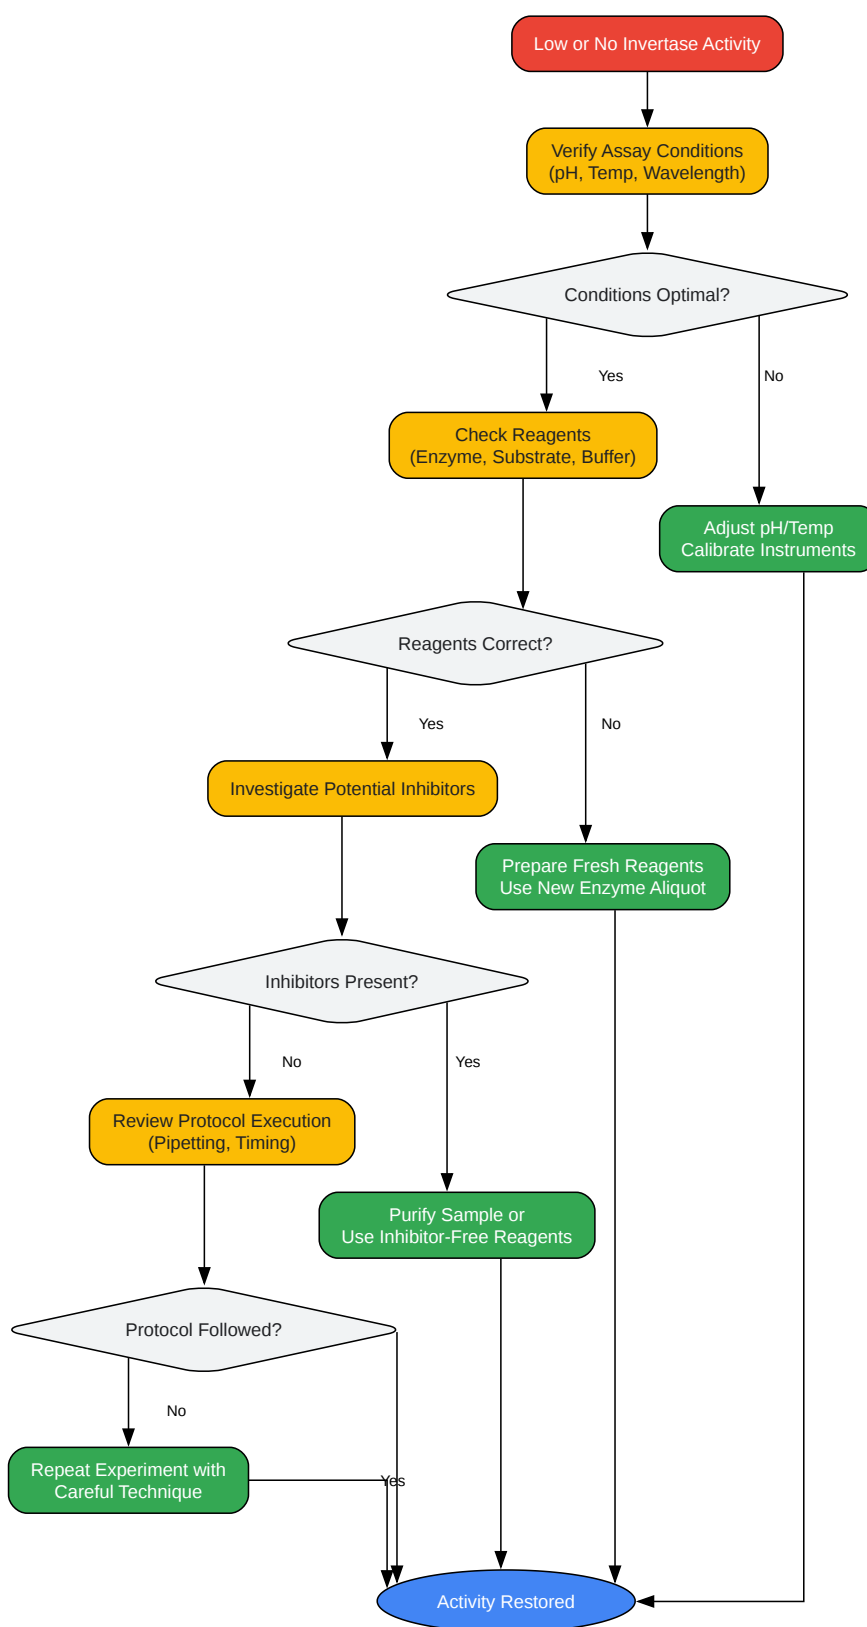 Low or No Invertase Activity
Verify Assay Conditions
(pH, Temp, Wavelength)
Conditions Optimal?
Yes
No
Check Reagents
(Enzyme, Substrate, Buffer)
Adjust pH/Temp
Calibrate Instruments
Reagents Correct?
Yes
No
Investigate Potential Inhibitors
Prepare Fresh Reagents
Use New Enzyme Aliquot
Inhibitors Present?
No
Yes
Review Protocol Execution
(Pipetting, Timing)
Purify Sample or
Use Inhibitor-Free Reagents
Protocol Followed?
No
Repeat Experiment with
Careful Technique
Yes
Activity Restored